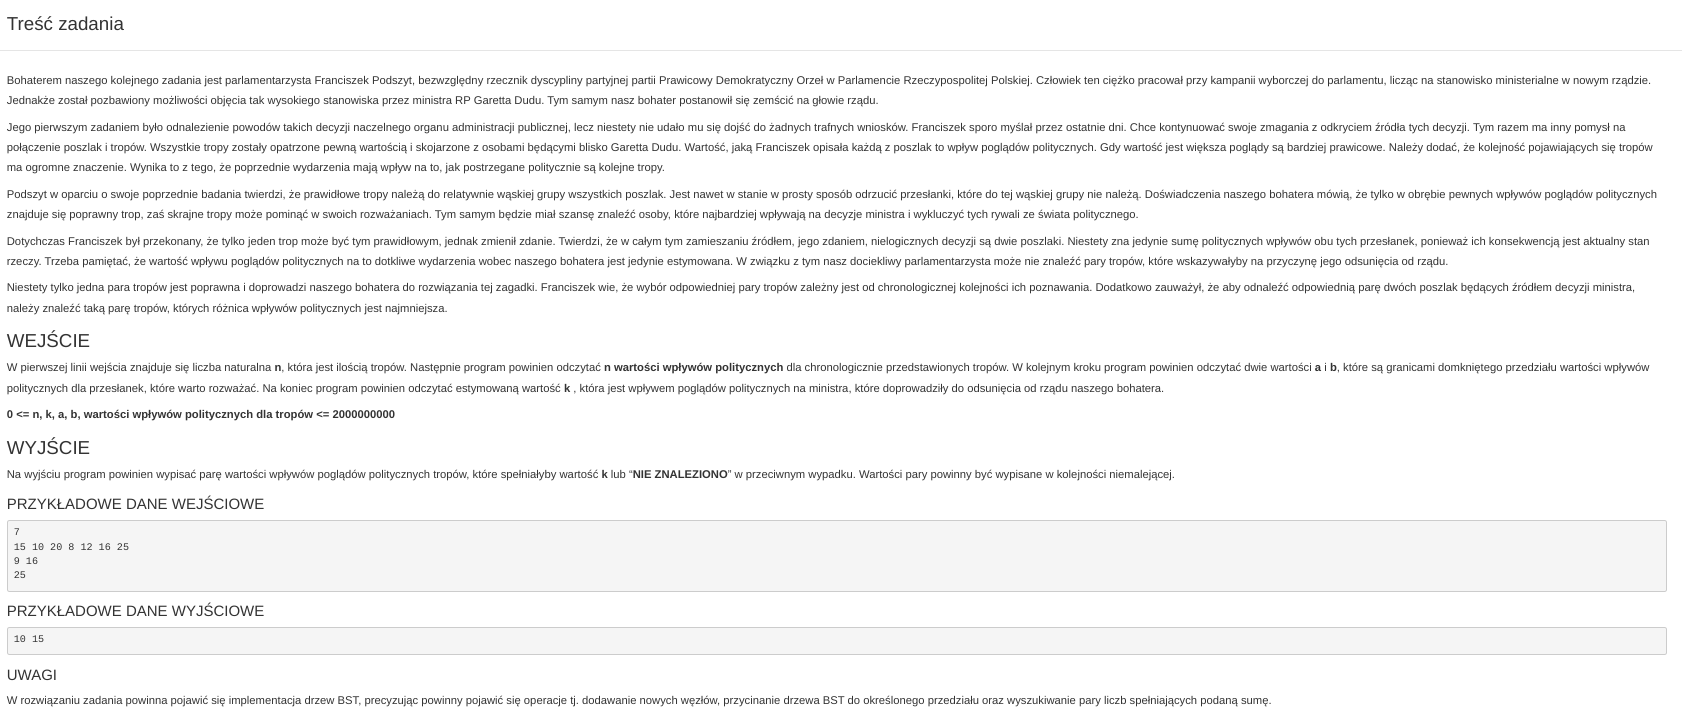 Treść zadania
Bohaterem naszego kolejnego zadania jest parlamentarzysta Franciszek Podszyt, bezwzględny rzecznik dyscypliny partyjnej partii Prawicowy Demokratyczny Orzeł w Parlamencie Rzeczypospolitej Polskiej. Człowiek ten ciężko pracował przy kampanii wyborczej do parlamentu, licząc na stanowisko ministerialne w nowym rządzie.
Jednakże został pozbawiony możliwości objęcia tak wysokiego stanowiska przez ministra RP Garetta Dudu. Tym samym nasz bohater postanowił się zemścić na głowie rządu.
Jego pierwszym zadaniem było odnalezienie powodów takich decyzji naczelnego organu administracji publicznej, lecz niestety nie udało mu się dojść do żadnych trafnych wniosków. Franciszek sporo myślał przez ostatnie dni. Chce kontynuować swoje zmagania z odkryciem źródła tych decyzji. Tym razem ma inny pomysł na
połączenie poszlak i tropów. Wszystkie tropy zostały opatrzone pewną wartością i skojarzone z osobami będącymi blisko Garetta Dudu. Wartość, jaką Franciszek opisała każdą z poszlak to wpływ poglądów politycznych. Gdy wartość jest większa poglądy są bardziej prawicowe. Należy dodać, że kolejność pojawiających się tropów
ma ogromne znaczenie. Wynika to z tego, że poprzednie wydarzenia mają wpływ na to, jak postrzegane politycznie są kolejne tropy.
Podszyt w oparciu o swoje poprzednie badania twierdzi, że prawidłowe tropy należą do relatywnie wąskiej grupy wszystkich poszlak. Jest nawet w stanie w prosty sposób odrzucić przesłanki, które do tej wąskiej grupy nie należą. Doświadczenia naszego bohatera mówią, że tylko w obrębie pewnych wpływów poglądów politycznych
znajduje się poprawny trop, zaś skrajne tropy może pominąć w swoich rozważaniach. Tym samym będzie miał szansę znaleźć osoby, które najbardziej wpływają na decyzje ministra i wykluczyć tych rywali ze świata politycznego.
Dotychczas Franciszek był przekonany, że tylko jeden trop może być tym prawidłowym, jednak zmienił zdanie. Twierdzi, że w całym tym zamieszaniu źródłem, jego zdaniem, nielogicznych decyzji są dwie poszlaki. Niestety zna jedynie sumę politycznych wpływów obu tych przesłanek, ponieważ ich konsekwencją jest aktualny stan
rzeczy. Trzeba pamiętać, że wartość wpływu poglądów politycznych na to dotkliwe wydarzenia wobec naszego bohatera jest jedynie estymowana. W związku z tym nasz dociekliwy parlamentarzysta może nie znaleźć pary tropów, które wskazywałyby na przyczynę jego odsunięcia od rządu.
Niestety tylko jedna para tropów jest poprawna i doprowadzi naszego bohatera do rozwiązania tej zagadki. Franciszek wie, że wybór odpowiedniej pary tropów zależny jest od chronologicznej kolejności ich poznawania. Dodatkowo zauważył, że aby odnaleźć odpowiednią parę dwóch poszlak będących źródłem decyzji ministra,
należy znaleźć taką parę tropów, których różnica wpływów politycznych jest najmniejsza.
WEJŚCIE
W pierwszej linii wejścia znajduje się liczba naturalna n, która jest ilością tropów. Następnie program powinien odczytać n wartości wpływów politycznych dla chronologicznie przedstawionych tropów. W kolejnym kroku program powinien odczytać dwie wartości a i b, które są granicami domkniętego przedziału wartości wpływów
politycznych dla przesłanek, które warto rozważać. Na koniec program powinien odczytać estymowaną wartość k , która jest wpływem poglądów politycznych na ministra, które doprowadziły do odsunięcia od rządu naszego bohatera.
0 <= n, k, a, b, wartości wpływów politycznych dla tropów <= 2000000000
WYJŚCIE
Na wyjściu program powinien wypisać parę wartości wpływów poglądów politycznych tropów, które spełniałyby wartość k lub “NIE ZNALEZIONO” w przeciwnym wypadku. Wartości pary powinny być wypisane w kolejności niemalejącej.
PRZYKŁADOWE DANE WEJŚCIOWE
7
15 10 20 8 12 16 25
9 16
25
PRZYKŁADOWE DANE WYJŚCIOWE
10 15
UWAGI
W rozwiązaniu zadania powinna pojawić się implementacja drzew BST, precyzując powinny pojawić się operacje tj. dodawanie nowych węzłów, przycinanie drzewa BST do określonego przedziału oraz wyszukiwanie pary liczb spełniających podaną sumę.